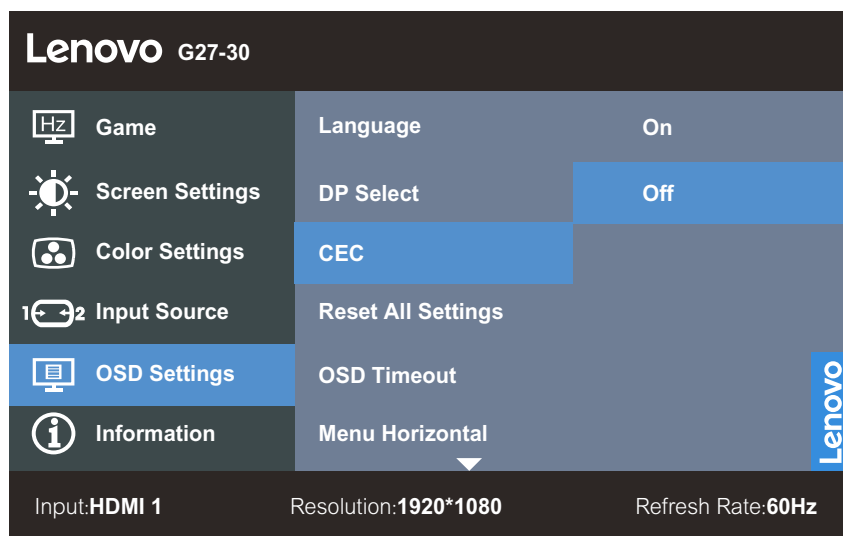 Lenovo G27-30
Hz Game Language On
Screen Settings DP Select Off
Color Settings CEC
1 2 Input Source Reset All Settings
OSD Settings OSD Timeout
Information Menu Horizontal
Lenovo
Input:HDMI 1 Resolution:1920*1080 Refresh Rate:60Hz